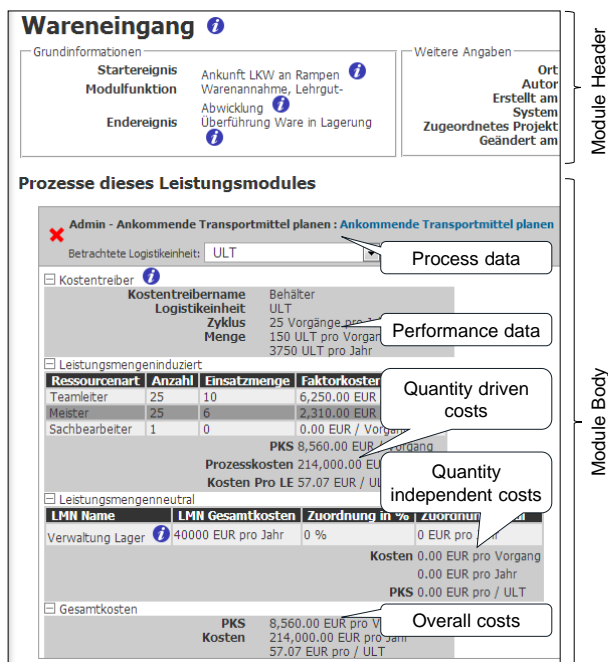 Wareneingang
Grundinformationen
Startereignis Ankunft LKW an Rampen
Modulfunktion Warenannahme, Lehrgut-
Abwicklung
Endereignis Überführung Ware in Lagerung
Weitere Angaben
Ort
Autor
Erstellt am
System
Zugeordnetes Projekt
Geändert am
Module Header
Prozesse dieses Leistungsmodules
Admin - Ankommende Transportmittel planen : Ankommende Transportmittel planen
Betrachtete Logistikeinheit: ULT
Process data
Kostentreiber
Kostentreibername Behälter
Logistikeinheit ULT
Zyklus 25 Vorgänge pro
Menge 150 ULT pro Vorgang
3750 ULT pro Jahr
Performance data
Leistungsmengeninduziert
Ressourcenart Anzahl Einsatzmenge Faktorkosten
Teamleiter 25 10 6,250.00 EUR
Meister 25 6 2,310.00 EUR
Sachbearbeiter 1 0 0.00 EUR / Vorgang
PKS 8,560.00 EUR / Vorgang
Prozesskosten 214,000.00 EUR
Kosten Pro LE 57.07 EUR / ULT
Quantity driven
costs
Quantity
independent costs
Module Body
Leistungsmengenneutral
LMN Name LMN Gesamtkosten Zuordnung in %
Verwaltung Lager 40000 EUR pro Jahr 0 % 0 EUR pro Jahr
Kosten 0.00 EUR pro Vorgang
0.00 EUR pro Jahr
PKS 0.00 EUR pro / ULT
Gesamtkosten
PKS 8,560.00 EUR pro
Kosten 214,000.00 EUR pro Jahr
57.07 EUR pro / ULT
Overall costs